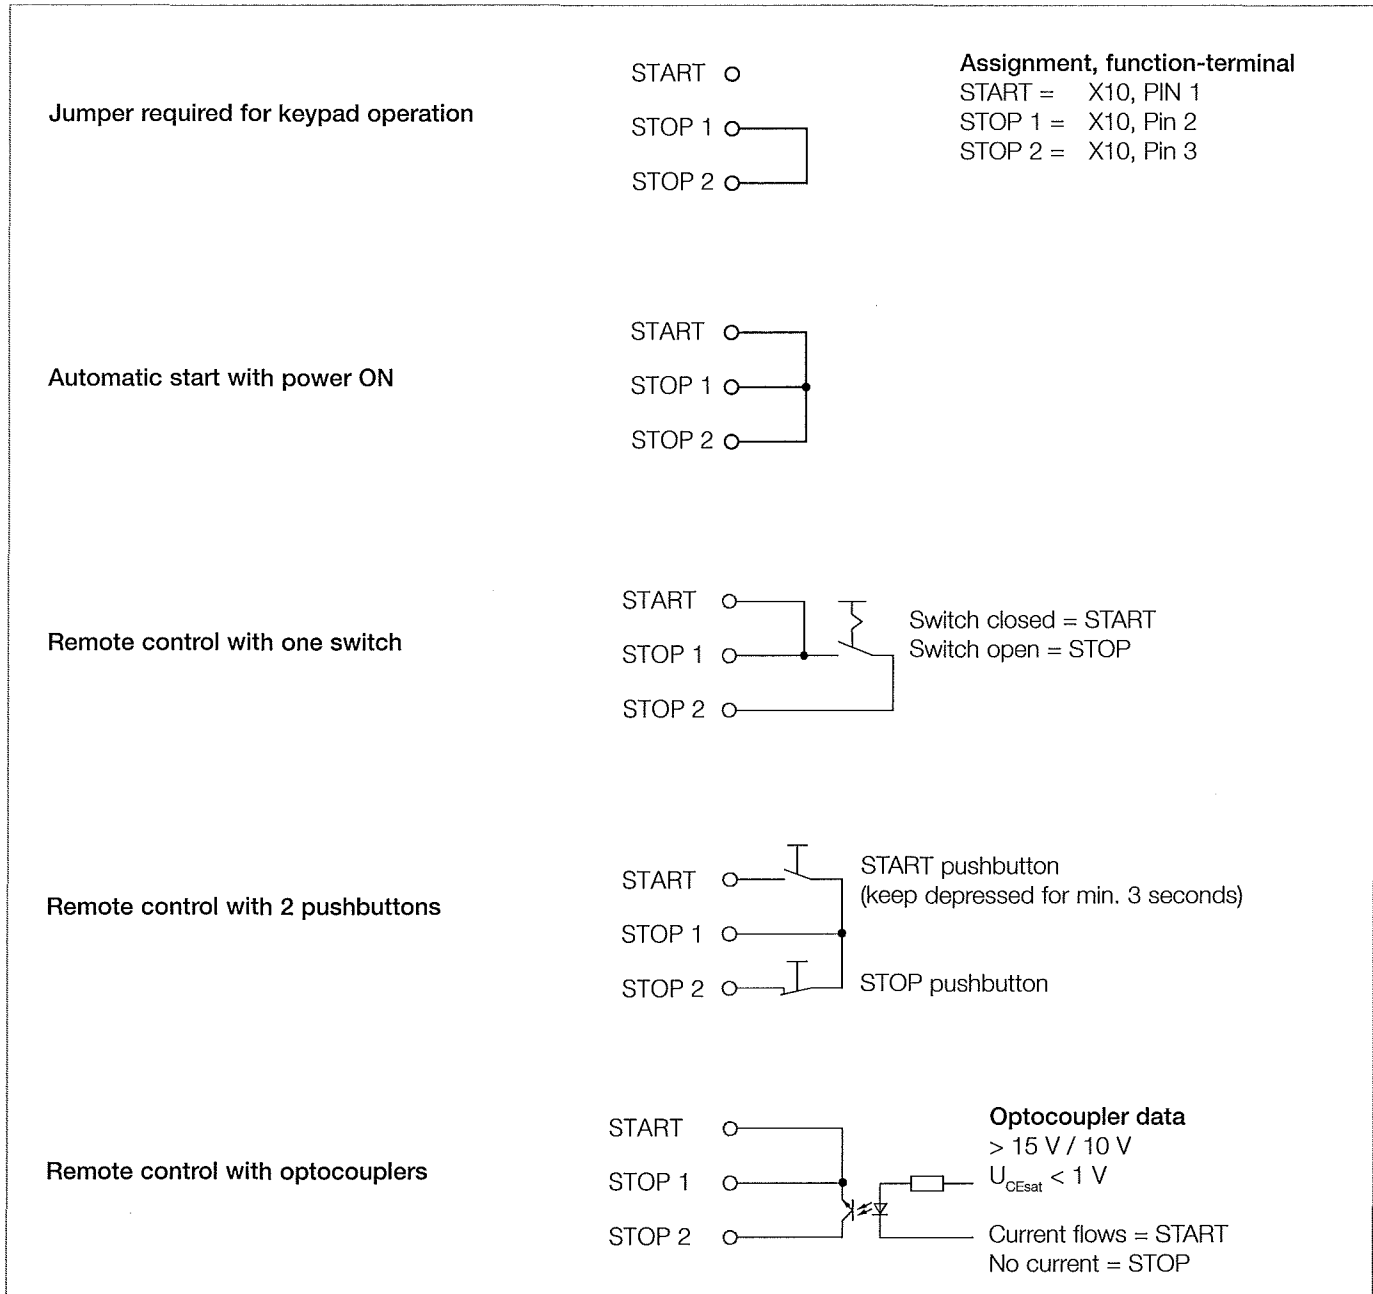 Jumper required for keypad operation
START
STOP 1
STOP 2
Assignment, function-terminal
START = X10, PIN 1
STOP 1 = X10, Pin 2
STOP 2 = X10, Pin 3
Automatic start with power ON
START
STOP 1
STOP 2
Remote control with one switch
START
STOP 1
STOP 2
Switch closed = START
Switch open = STOP
Remote control with 2 pushbuttons
START
STOP 1
STOP 2
START pushbutton
(keep depressed for min. 3 seconds)
STOP pushbutton
Remote control with optocouplers
START
STOP 1
STOP 2
Optocoupler data
> 15 V / 10 V
UCEsat < 1 V
Current flows = START
No current = STOP